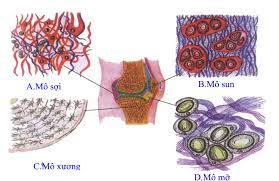 A.Mô sợi
B.Mô sụn
C.Mô xương
D.Mô mỡ